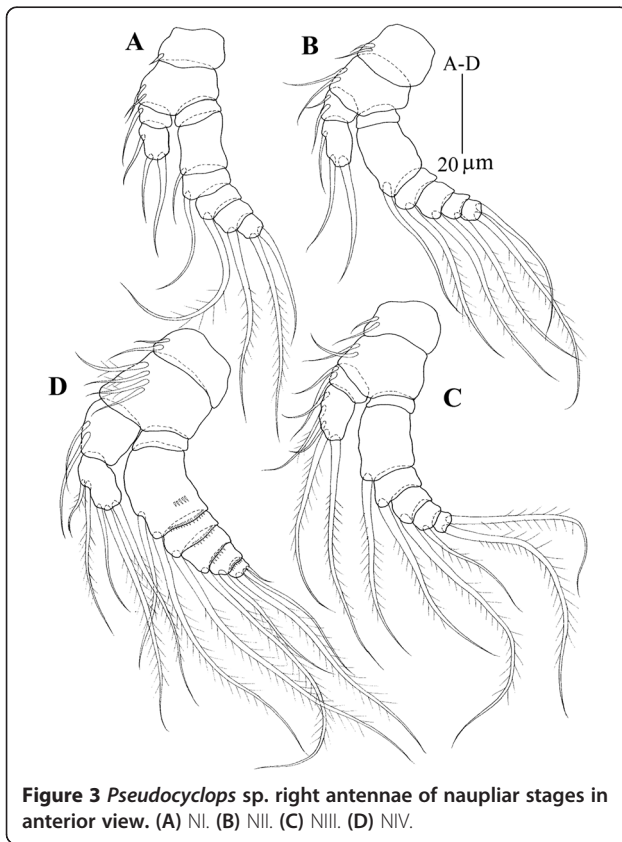 A
B
A-D
20 µm
D
C
Figure 3 Pseudocyclops sp. right antennae of naupliar stages in
anterior view. (A) NI. (B) NII. (C) NIII. (D) NIV.